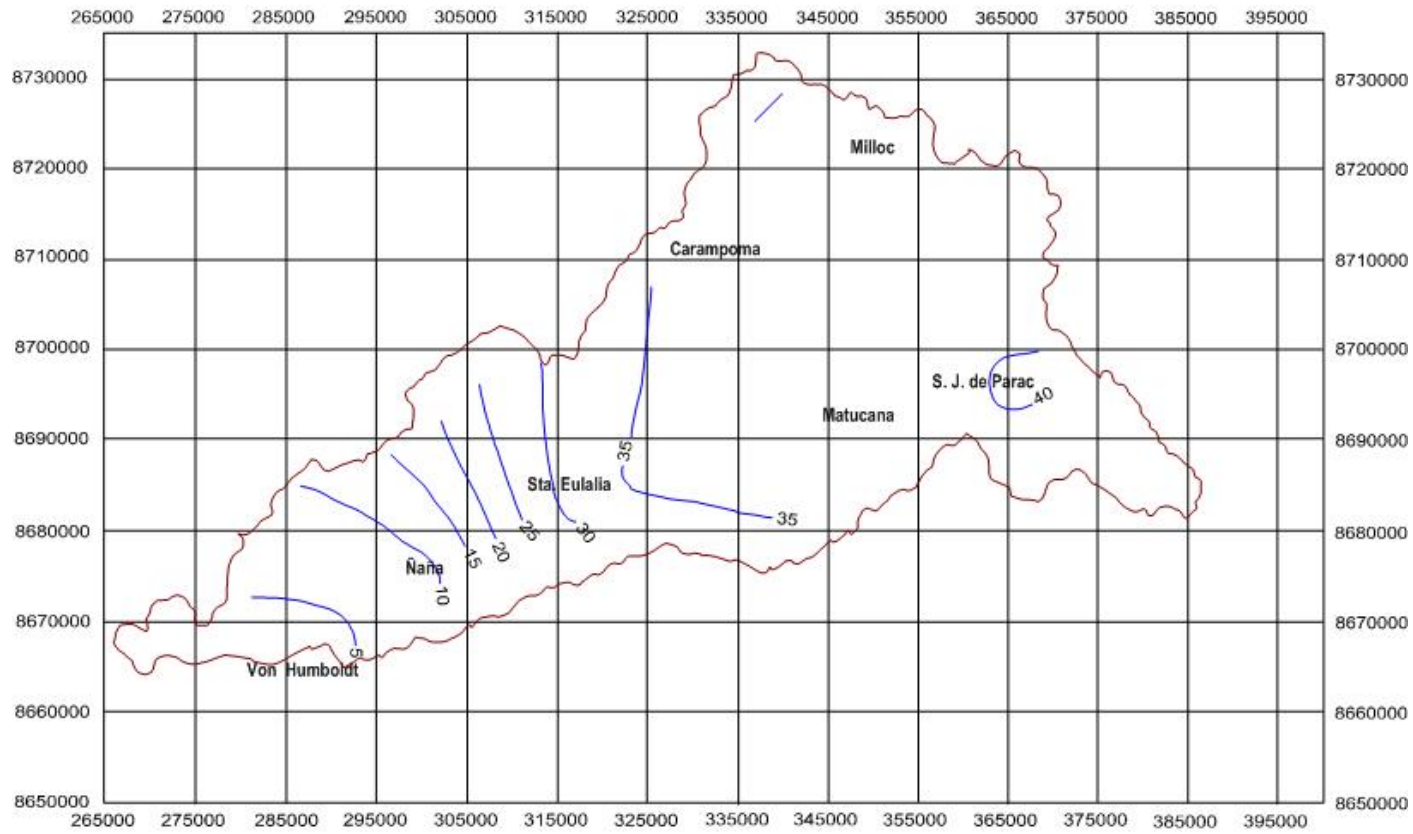 265000 275000 285000 295000 305000 315000 325000 335000 345000 355000 365000 375000 385000 395000
8730000 8730000
Milloc
8720000 8720000
Carampoma
8710000 8710000
8700000 8700000
S. J. de Parac
40
Matucana
8690000 8690000
35
Sta. Eulalia
35
8680000 25 30 8680000
20
15
Ñaña
10
8670000 8670000
5
Von Humboldt
8660000 8660000
8650000 8650000
265000 275000 285000 295000 305000 315000 325000 335000 345000 355000 365000 375000 385000 395000